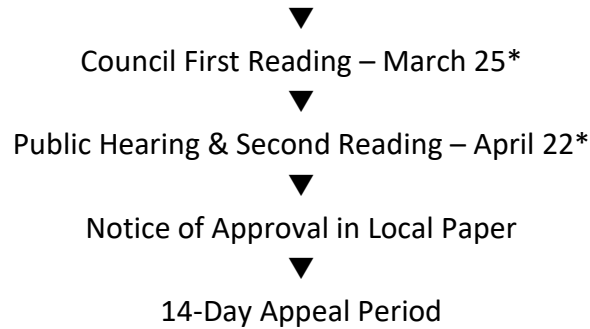 Council First Reading – March 25*
Public Hearing & Second Reading – April 22*
Notice of Approval in Local Paper
14-Day Appeal Period